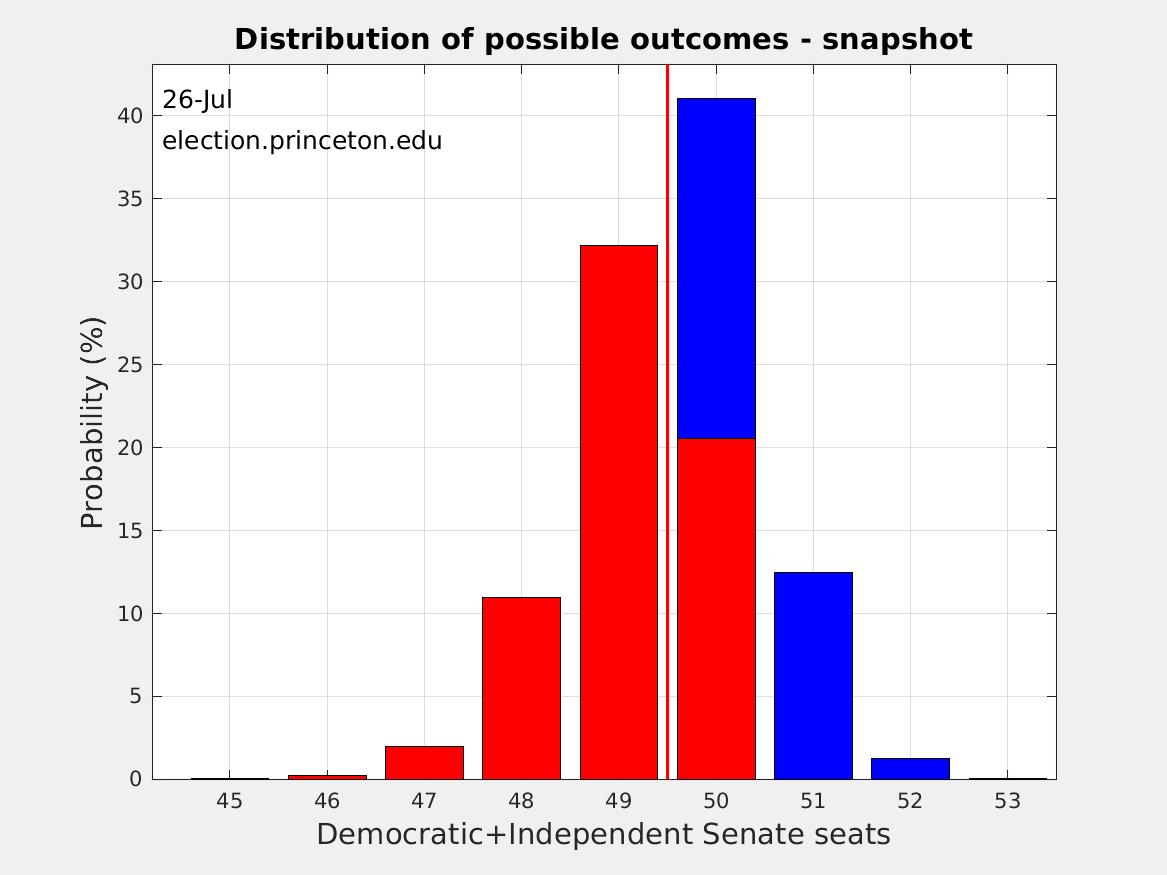 Distribution of possible outcomes - snapshot
26-Jul
election.princeton.edu
40
35
30
25
20
15
10
5
0
Probability (%)
45 46 47 48 49 50 51 52 53
Democratic+Independent Senate seats